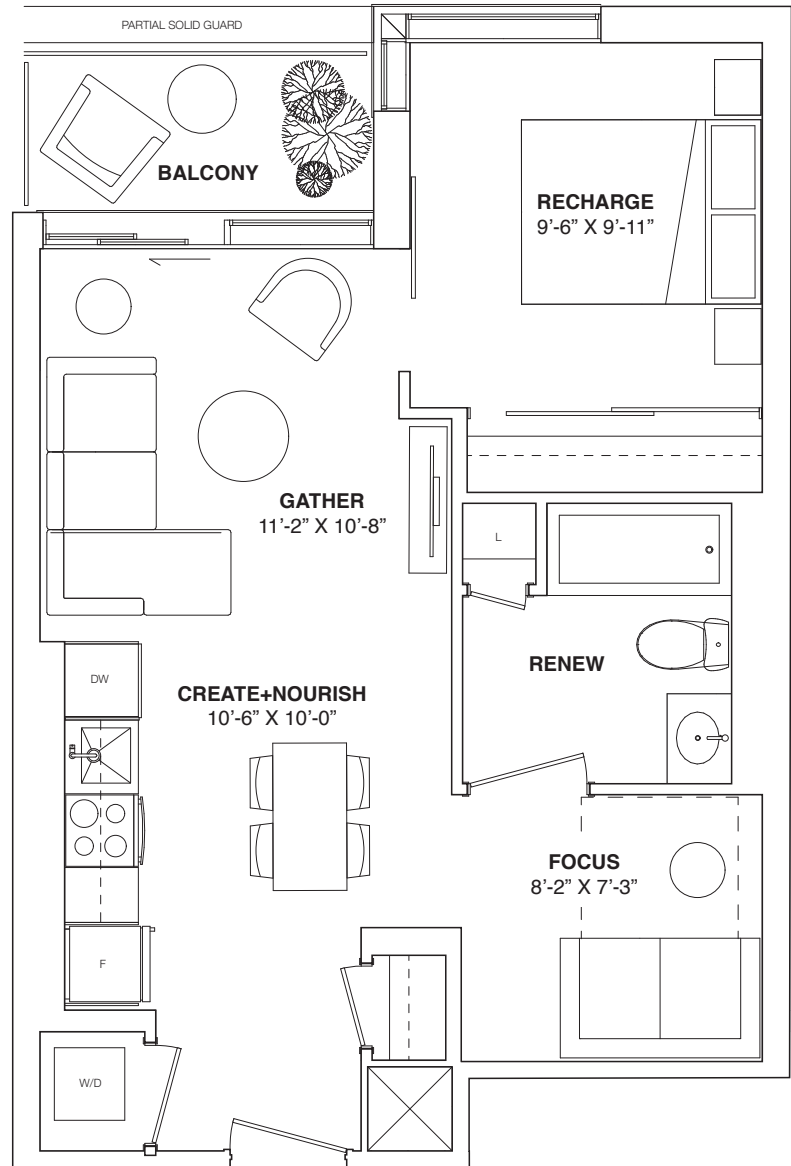 PARTIAL SOLID GUARD
BALCONY
RECHARGE
9’-6” X 9’-11”
GATHER
11’-2” X 10’-8”
L
RENEW
DW
CREATE+NOURISH
10’-6” X 10’-0”
FOCUS
8’-2” X 7’-3”
F
W/D